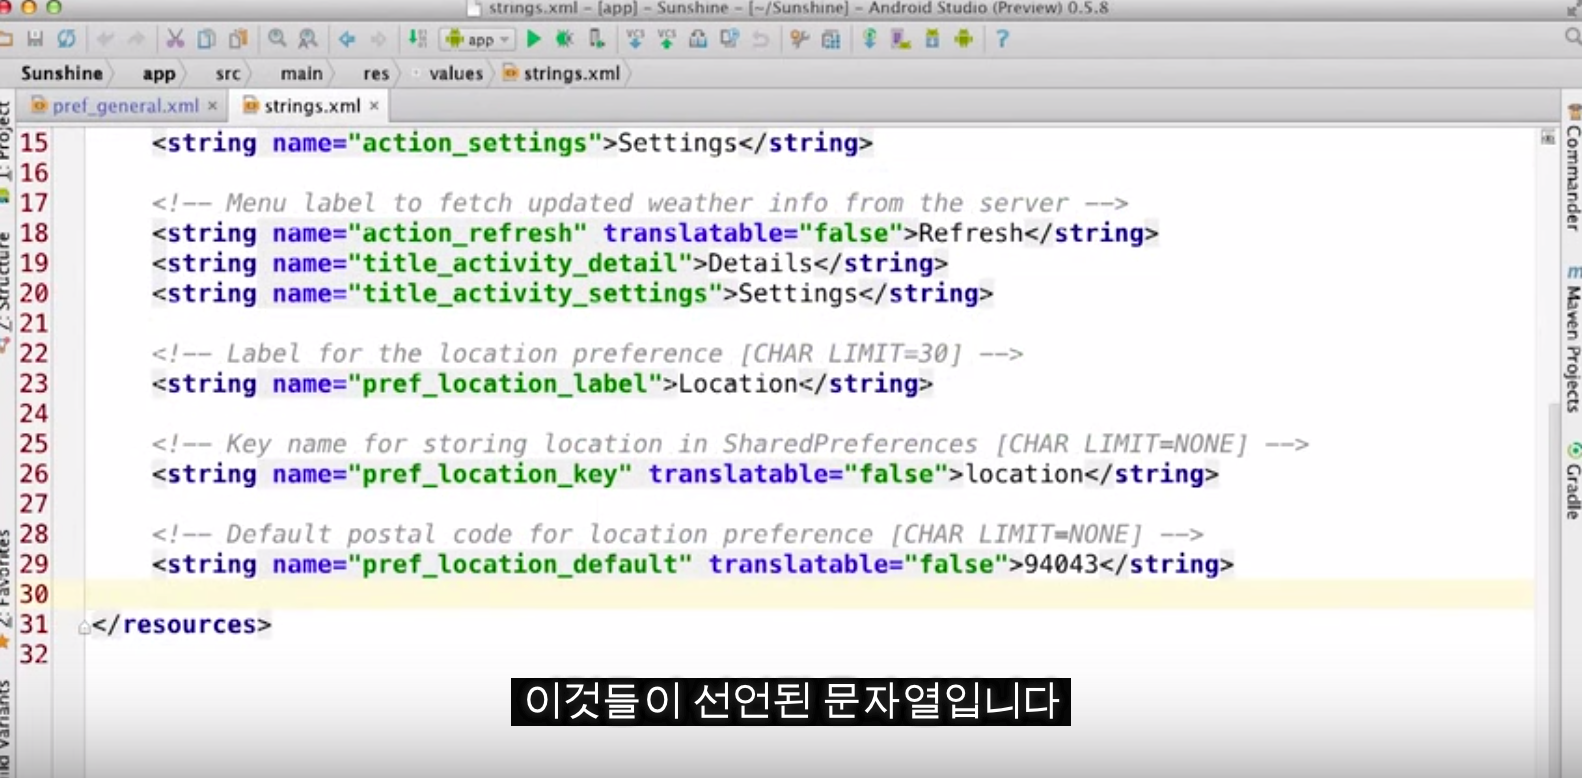 strings.xml – [app] – Sunshine – [~/Sunshine] – Android Studio (Preview) 0.5.8
app
Sunshine app src main res values strings.xml
pref_general.xml × strings.xml ×
1: Project
Z: Structure
2: Favorites
Commander
Maven Projects
Gradle
15 <string name="action_settings">Settings</string>
16
17 <!-- Menu label to fetch updated weather info from the server -->
18 <string name="action_refresh" translatable="false">Refresh</string>
19 <string name="title_activity_detail">Details</string>
20 <string name="title_activity_settings">Settings</string>
21
22 <!-- Label for the location preference [CHAR LIMIT=30] -->
23 <string name="pref_location_label">Location</string>
24
25 <!-- Key name for storing location in SharedPreferences [CHAR LIMIT=NONE] -->
26 <string name="pref_location_key" translatable="false">location</string>
27
28 <!-- Default postal code for location preference [CHAR LIMIT=NONE] -->
29 <string name="pref_location_default" translatable="false">94043</string>
30
31 </resources>
32
이것들이 선언된 문자열입니다